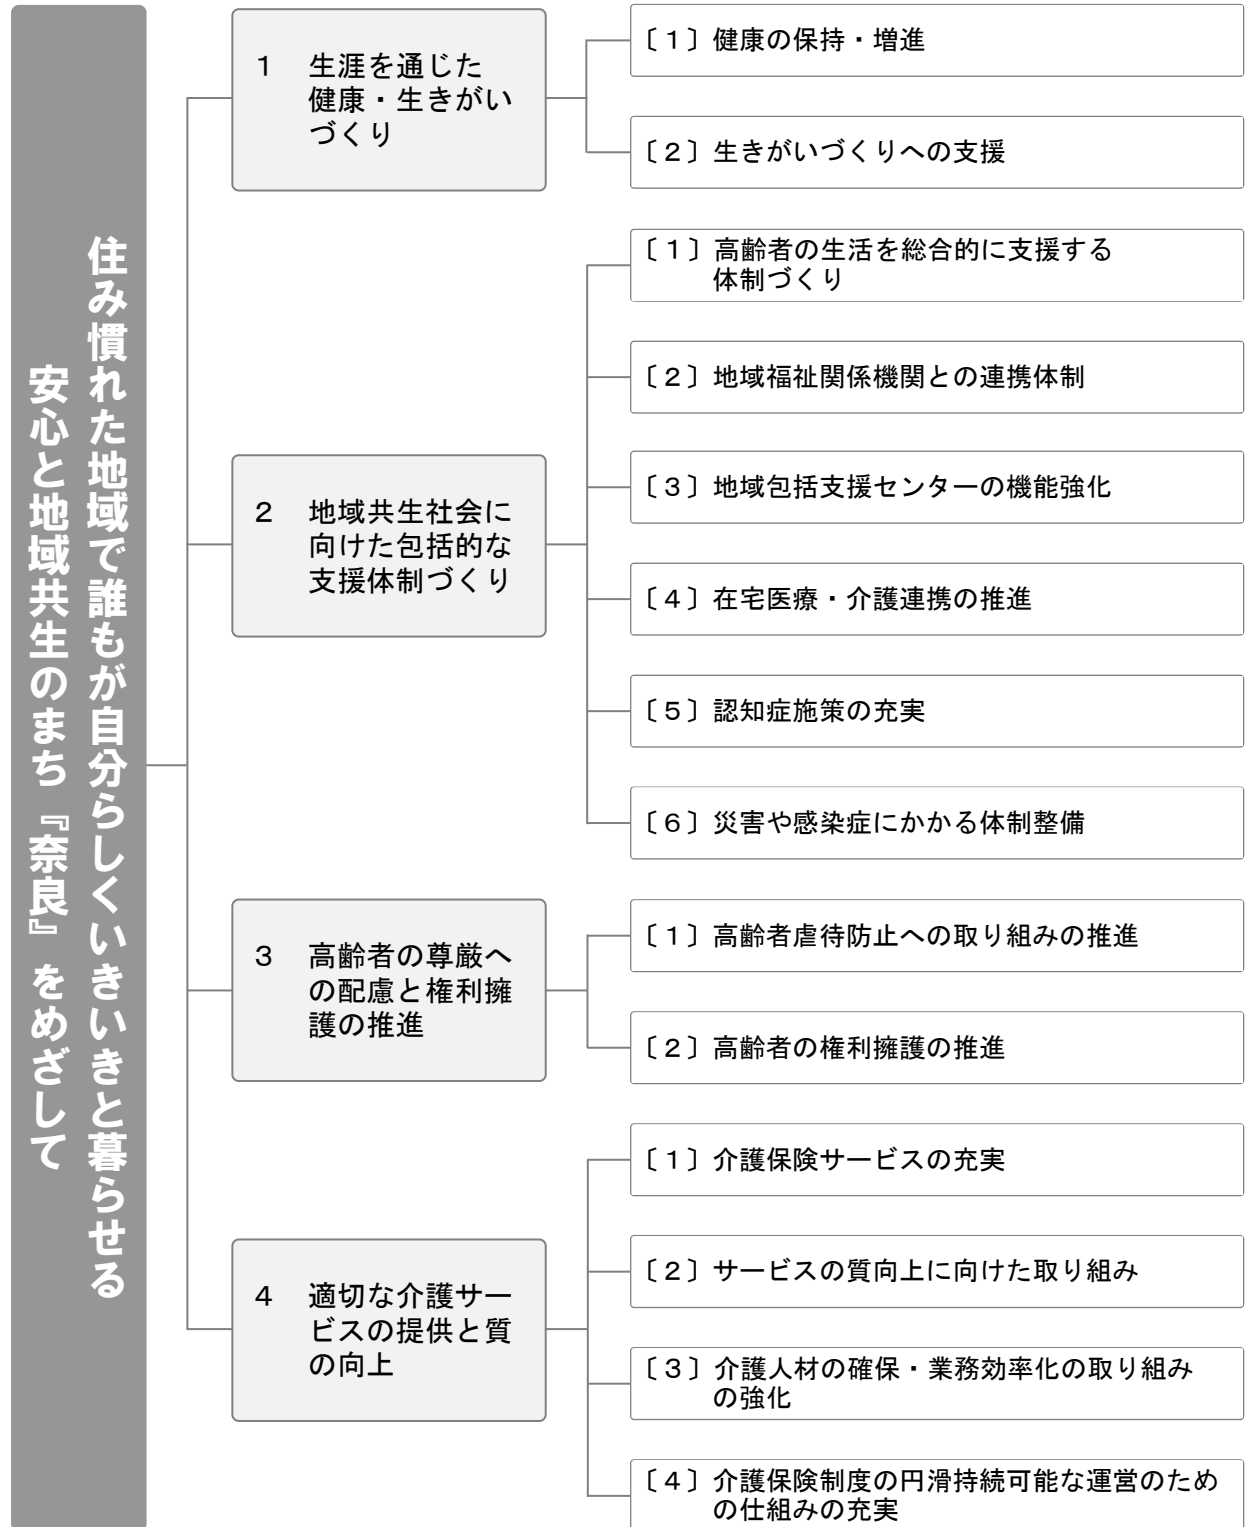 住み慣れた地域で誰もが自分らしくいきいきと暮らせる
安心と地域共生のまち『奈良』をめざして
1 生涯を通じた
健康・生きがい
づくり
〔1〕健康の保持・増進
〔2〕生きがいづくりへの支援
2 地域共生社会に
向けた包括的な
支援体制づくり
〔1〕高齢者の生活を総合的に支援する
体制づくり
〔2〕地域福祉関係機関との連携体制
〔3〕地域包括支援センターの機能強化
〔4〕在宅医療・介護連携の推進
〔5〕認知症施策の充実
〔6〕災害や感染症にかかる体制整備
3 高齢者の尊厳へ
の配慮と権利擁
護の推進
〔1〕高齢者虐待防止への取り組みの推進
〔2〕高齢者の権利擁護の推進
4 適切な介護サー
ビスの提供と質
の向上
〔1〕介護保険サービスの充実
〔2〕サービスの質向上に向けた取り組み
〔3〕介護人材の確保・業務効率化の取り組み
の強化
〔4〕介護保険制度の円滑持続可能な運営のため
の仕組みの充実